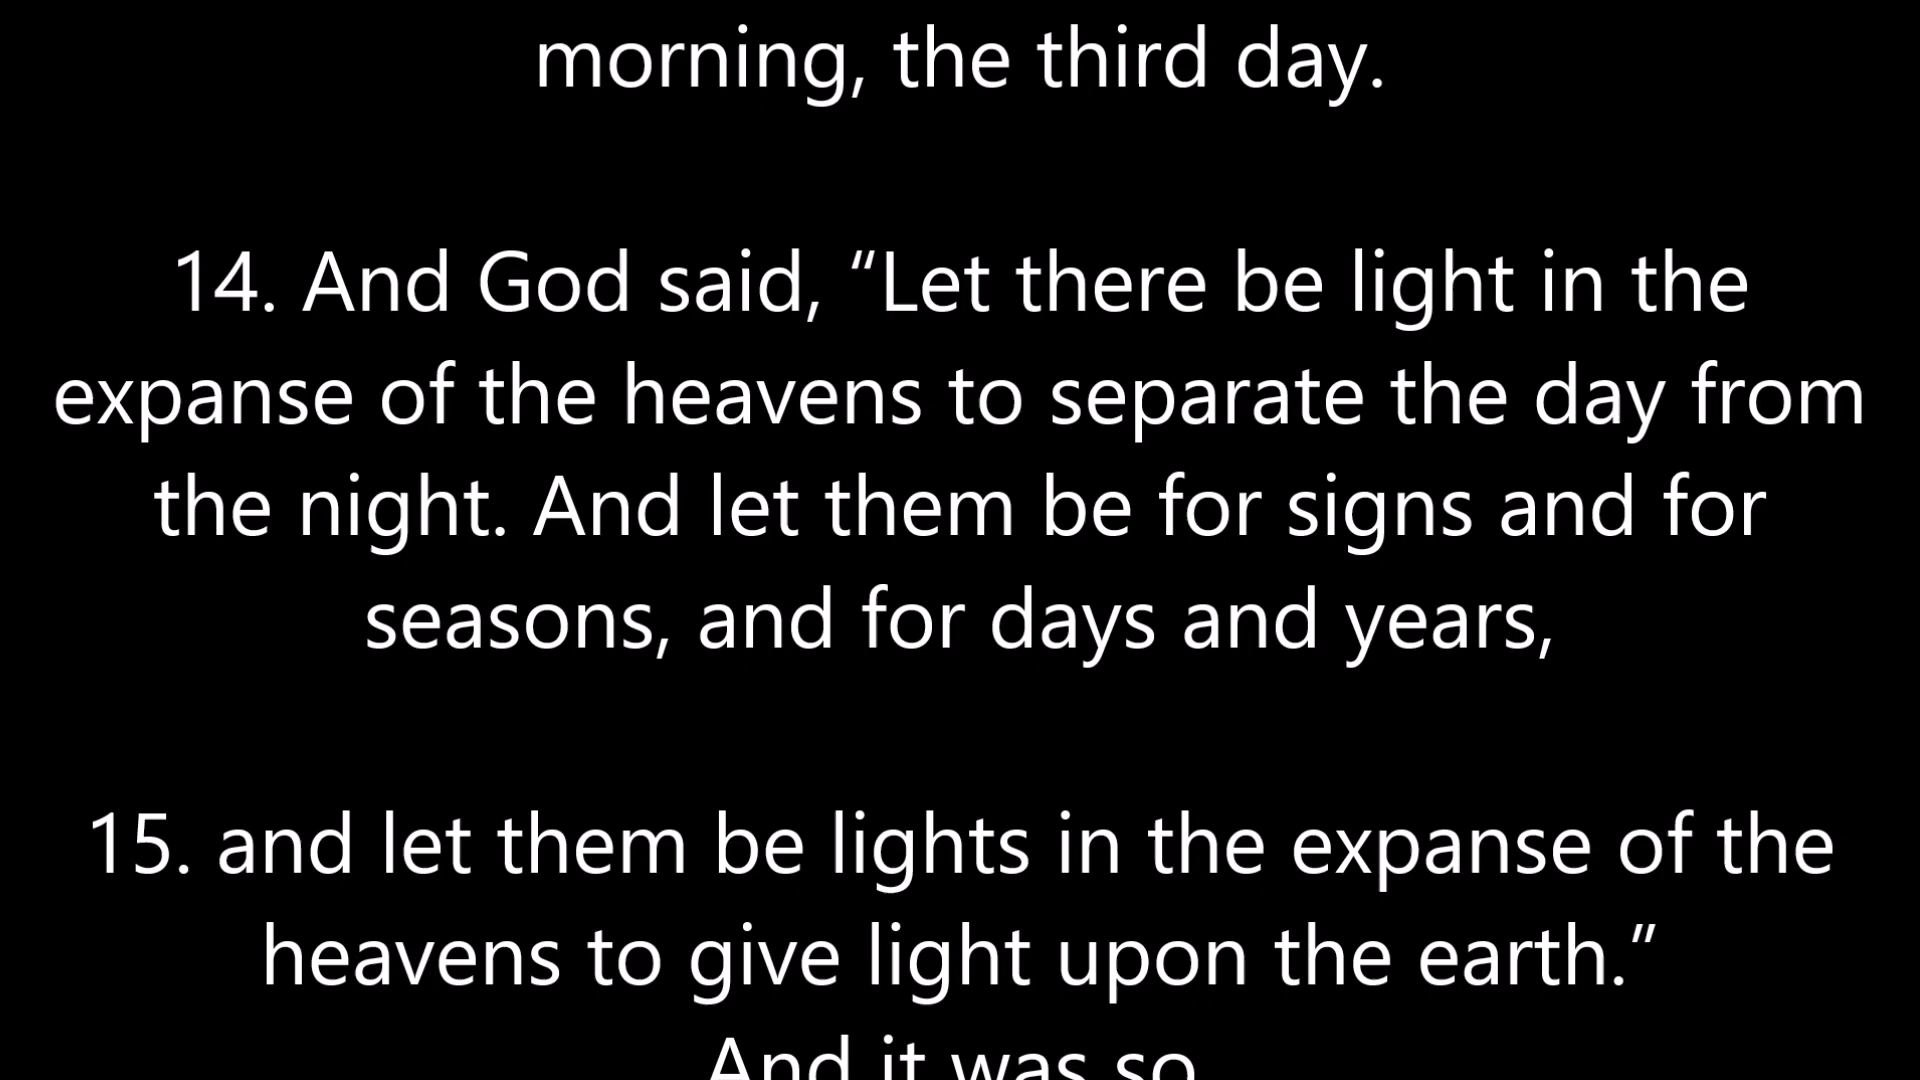 morning, the third day.
14. And God said, “Let there be light in the
expanse of the heavens to separate the day from
the night. And let them be for signs and for
seasons, and for days and years,
15. and let them be lights in the expanse of the
heavens to give light upon the earth.”
And it was so